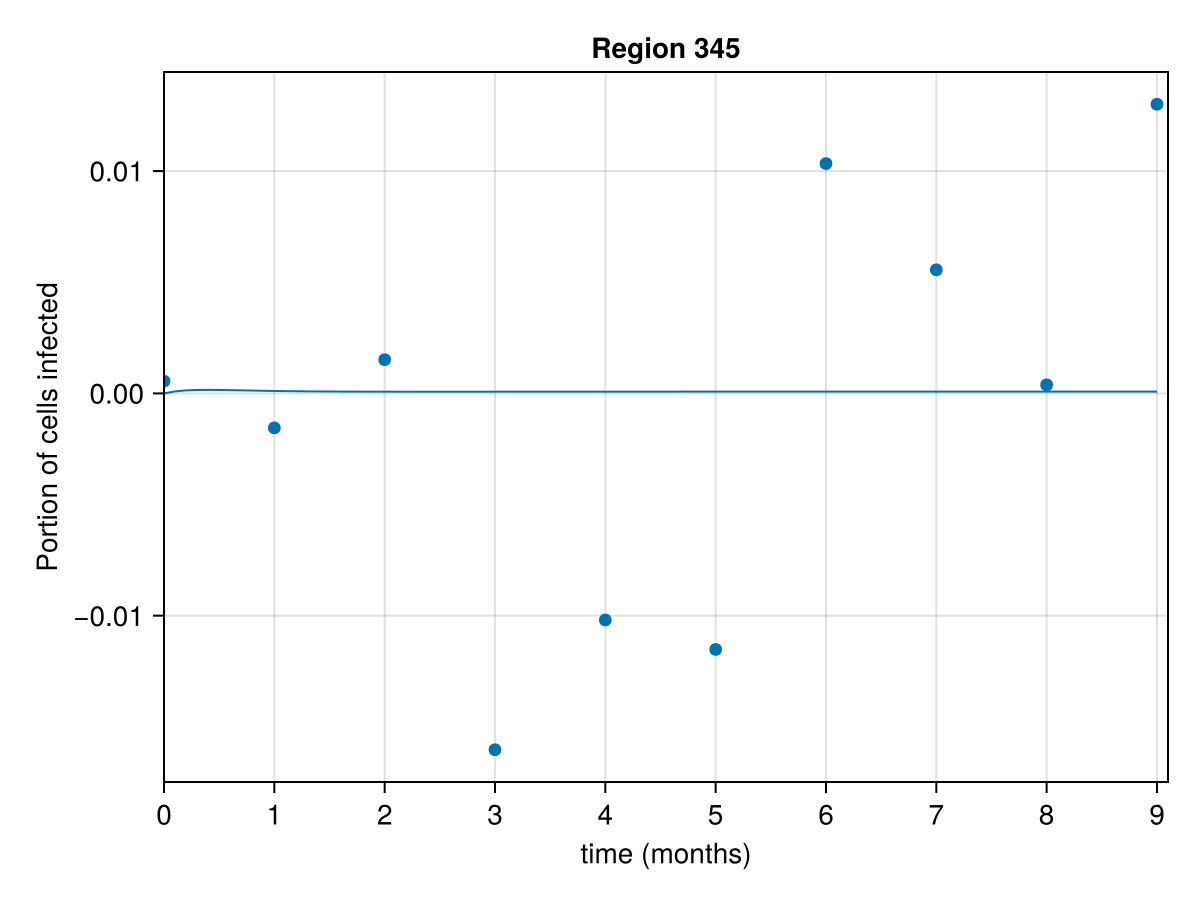 Region 345
Portion of cells infected
0.01
0.00
−0.01
0 1 2 3 4 5 6 7 8 9
time (months)